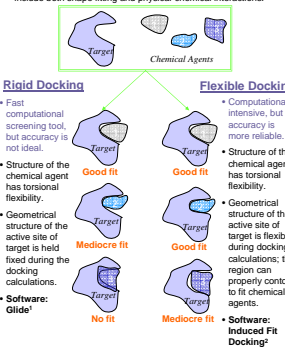 include both shape fitting and physical-chemical interactions.
Target
Chemical Agents
Rigid Docking
• Fast
computational
screening tool,
but accuracy is
not ideal.
• Structure of the
chemical agent
has torsional
flexibility.
• Geometrical
structure of the
active site of
target is held
fixed during the
docking
calculations.
• Software:
Glide¹
Target
Good fit
Target
Mediocre fit
Target
No fit
Target
Good fit
Target
Good fit
Target
Mediocre fit
Flexible Dockin
• Computationa
intensive, but
accuracy is
more reliable.
• Structure of th
chemical agen
has torsional
flexibility.
• Geometrical
structure of th
active site of
target is flexib
during docking
calculations; t
region can
properly conto
to fit chemical
agents.
• Software:
Induced Fit
Docking²